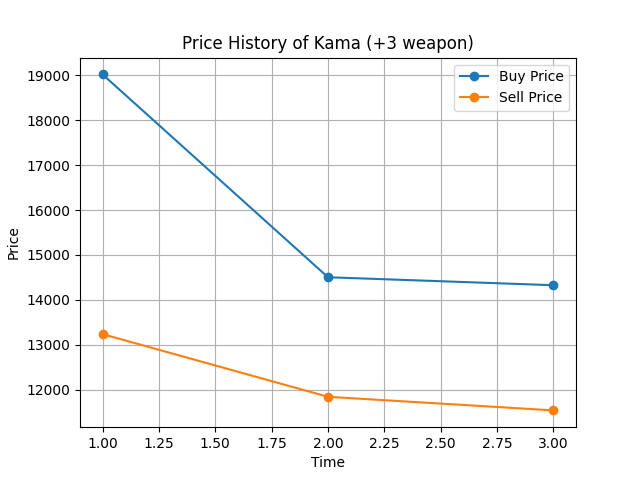 Price History of Kama (+3 weapon)
Buy Price
Sell Price
Price
19000
18000
17000
16000
15000
14000
13000
12000
1.00 1.25 1.50 1.75 2.00 2.25 2.50 2.75 3.00
Time